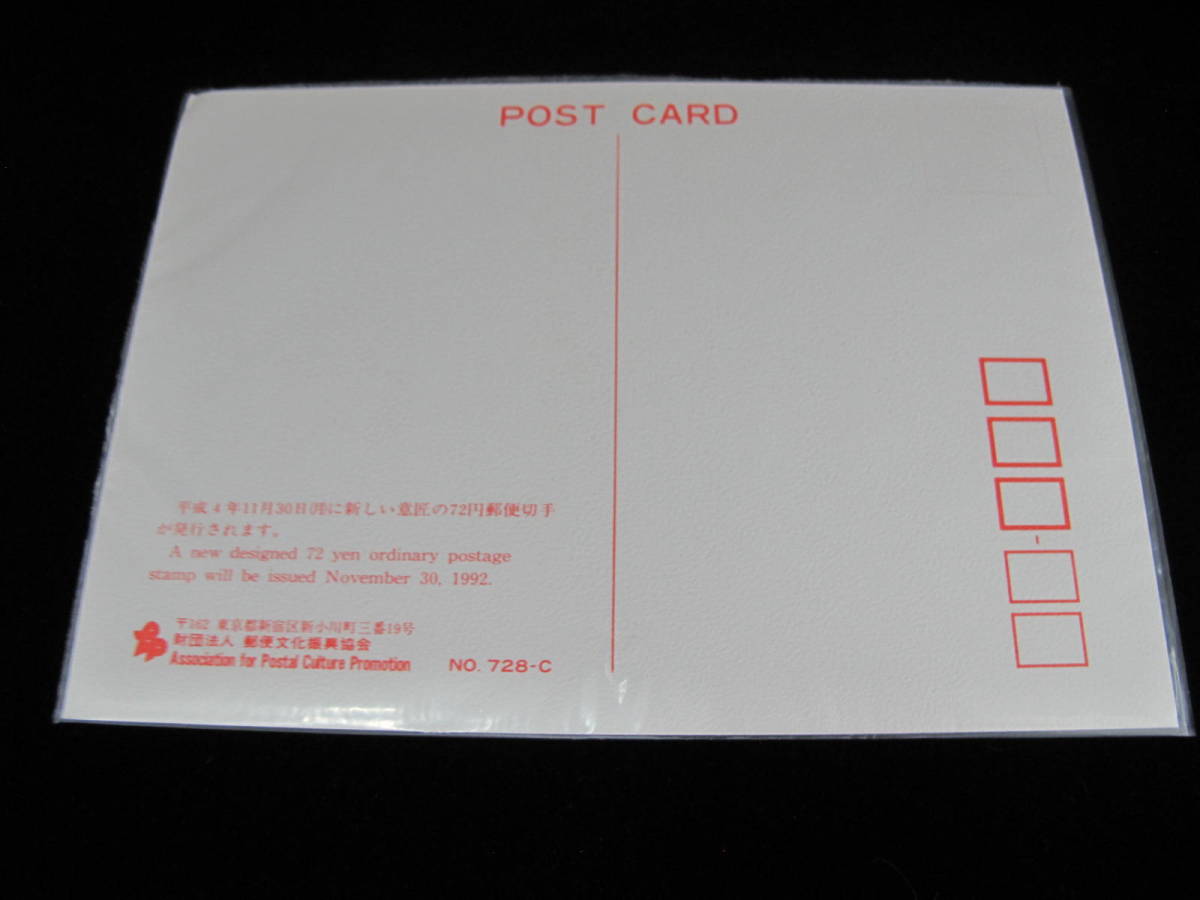 POST CARD
平成4年11月30日(月)に新しい意匠の72円郵便切手
が発行されます。
A new designed 72 yen ordinary postage
stamp will be issued November 30, 1992.
〒162 東京都新宿区新小川町三番19号
財団法人 郵便文化振興協会
Association for Postal Culture Promotion
NO. 728-C